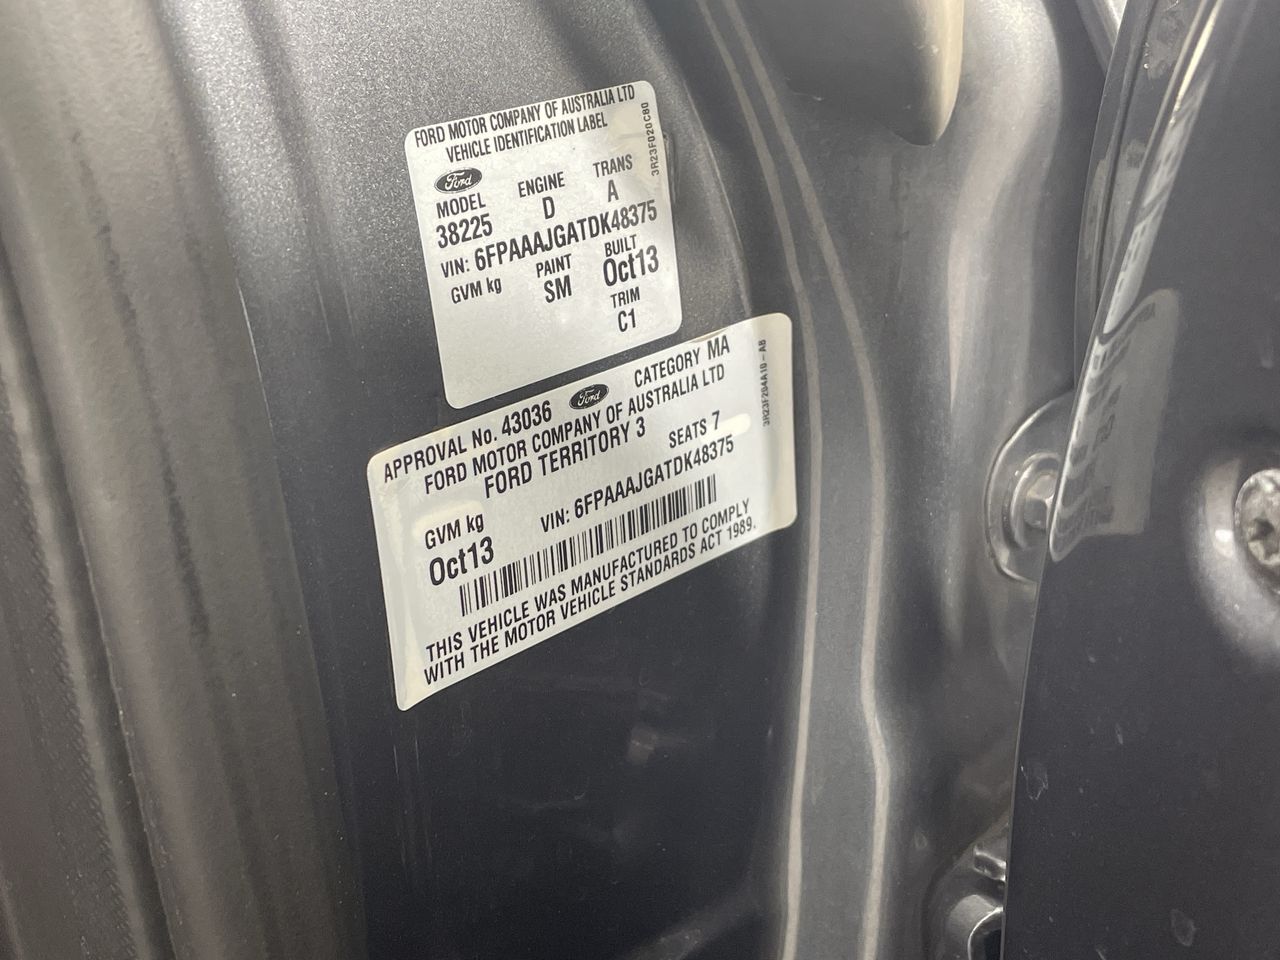 FORD MOTOR COMPANY OF AUSTRALIA LTD
VEHICLE IDENTIFICATION LABEL
3R23F020C80
Ford
MODEL ENGINE TRANS
38225 D A
VIN: 6FPAAAJGATDK48375
GVM kg PAINT BUILT
SM Oct13
TRIM
C1
APPROVAL No. 43036 Ford CATEGORY MA
FORD MOTOR COMPANY OF AUSTRALIA LTD
FORD TERRITORY 3 SEATS 7
3R23F204A10-AB
GVM kg VIN: 6FPAAAJGATDK48375
Oct13
THIS VEHICLE WAS MANUFACTURED TO COMPLY
WITH THE MOTOR VEHICLE STANDARDS ACT 1989.